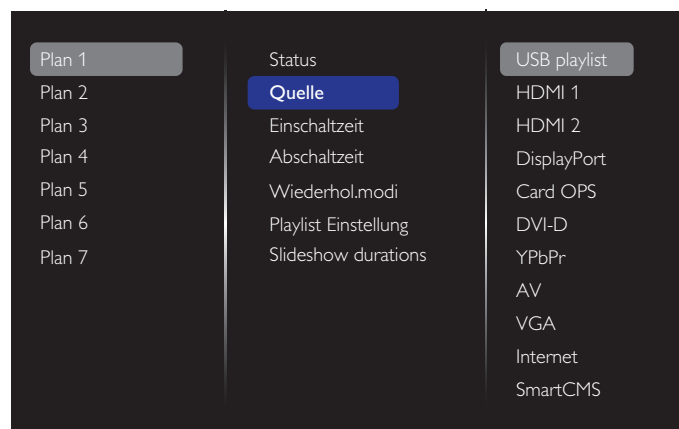 Plan 1
Plan 2
Plan 3
Plan 4
Plan 5
Plan 6
Plan 7
Status
Quelle
Einschaltzeit
Abschaltzeit
Wiederhol.modi
Playlist Einstellung
Slideshow durations
USB playlist
HDMI 1
HDMI 2
DisplayPort
Card OPS
DVI-D
YPbPr
AV
VGA
Internet
SmartCMS